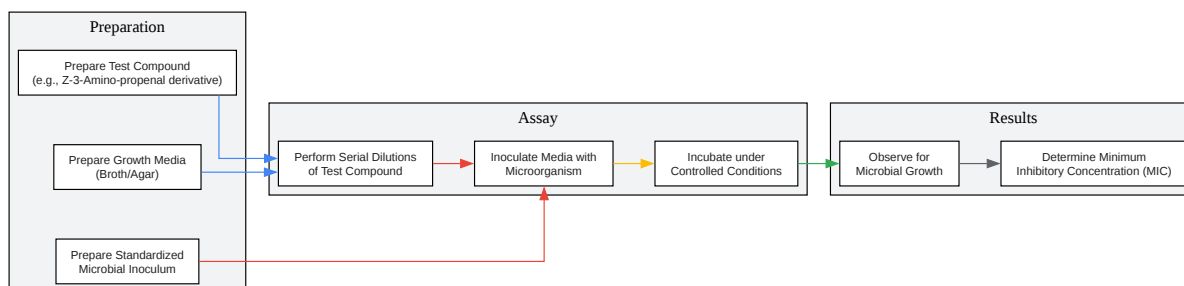 Preparation
Prepare Test Compound
(e.g., Z-3-Amino-propenal derivative)
Prepare Growth Media
(Broth/Agar)
Prepare Standardized
Microbial Inoculum
Assay
Perform Serial Dilutions
of Test Compound
Inoculate Media with
Microorganism
Incubate under
Controlled Conditions
Results
Observe for
Microbial Growth
Determine Minimum
Inhibitory Concentration (MIC)